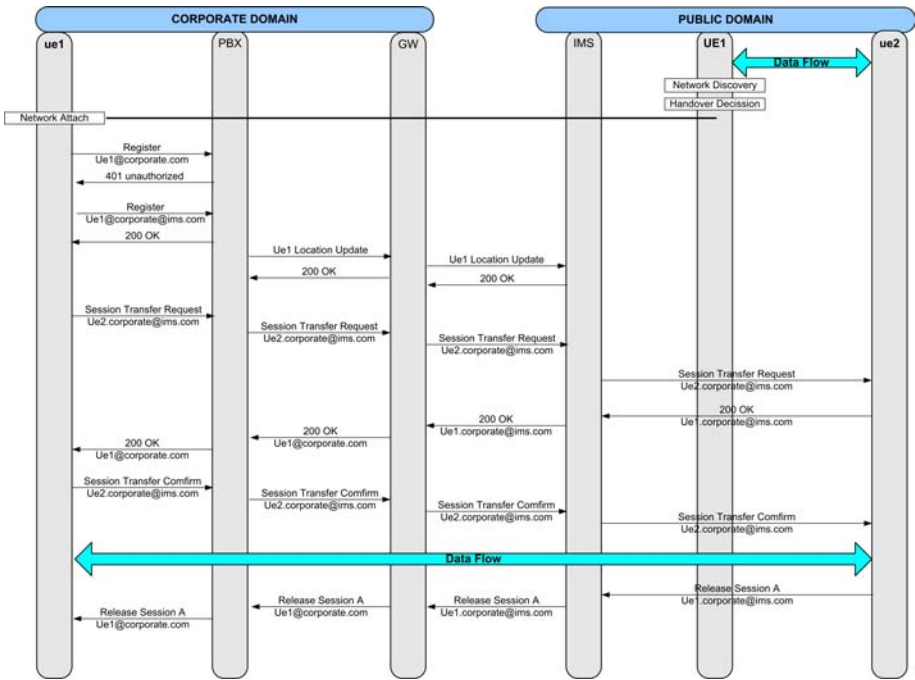 CORPORATE DOMAIN
PUBLIC DOMAIN
ue1
PBX
GW
IMS
UE1
ue2
Data Flow
Network Discovery
Handover Decission
Network Attach
Register
Ue1@corporate.com
401 unauthorized
Register
Ue1@corporate@ims.com
200 OK
Ue1 Location Update
Ue1 Location Update
200 OK
200 OK
Session Transfer Request
Ue2.corporate@ims.com
Session Transfer Request
Ue2.corporate@ims.com
Session Transfer Request
Ue2.corporate@ims.com
Session Transfer Request
Ue2.corporate@ims.com
200 OK
Ue1.corporate@ims.com
200 OK
Ue1.corporate@ims.com
200 OK
Ue1@corporate.com
200 OK
Ue1@corporate.com
Session Transfer Comfirm
Ue2.corporate@ims.com
Session Transfer Comfirm
Ue2.corporate@ims.com
Session Transfer Comfirm
Ue2.corporate@ims.com
Session Transfer Comfirm
Ue2.corporate@ims.com
Data Flow
Release Session A
Ue1.corporate@ims.com
Release Session A
Ue1.corporate@ims.com
Release Session A
Ue1@corporate.com
Release Session A
Ue1@corporate.com